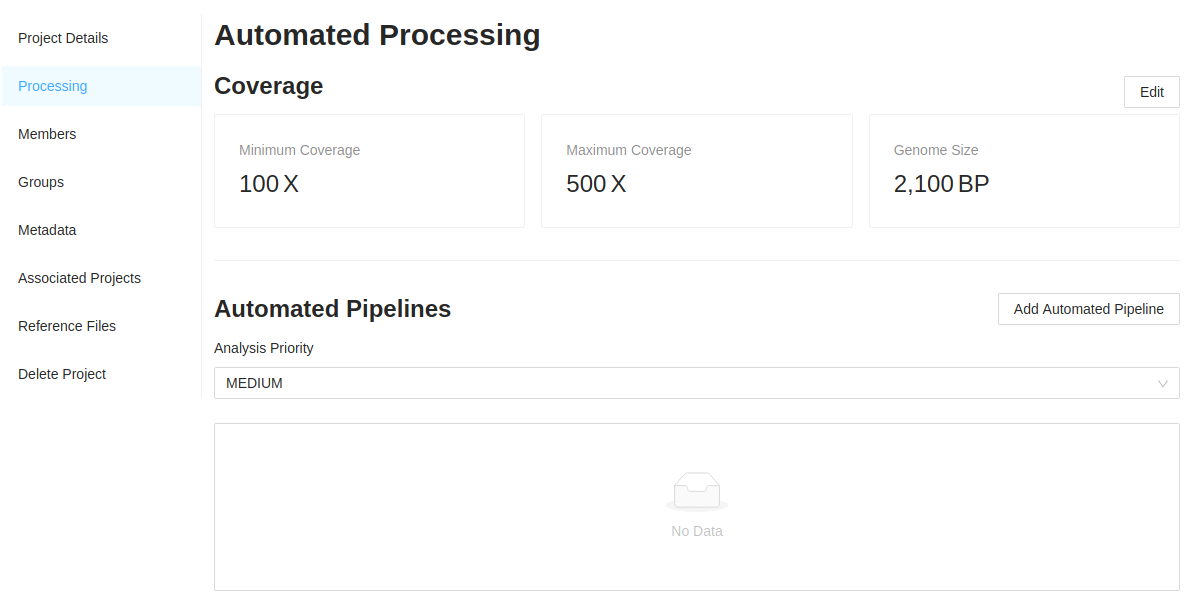 Project Details
Processing
Members
Groups
Metadata
Associated Projects
Reference Files
Delete Project
Automated Processing
Coverage
Edit
Minimum Coverage
100 X
Maximum Coverage
500 X
Genome Size
2,100 BP
Automated Pipelines
Add Automated Pipeline
Analysis Priority
MEDIUM
No Data